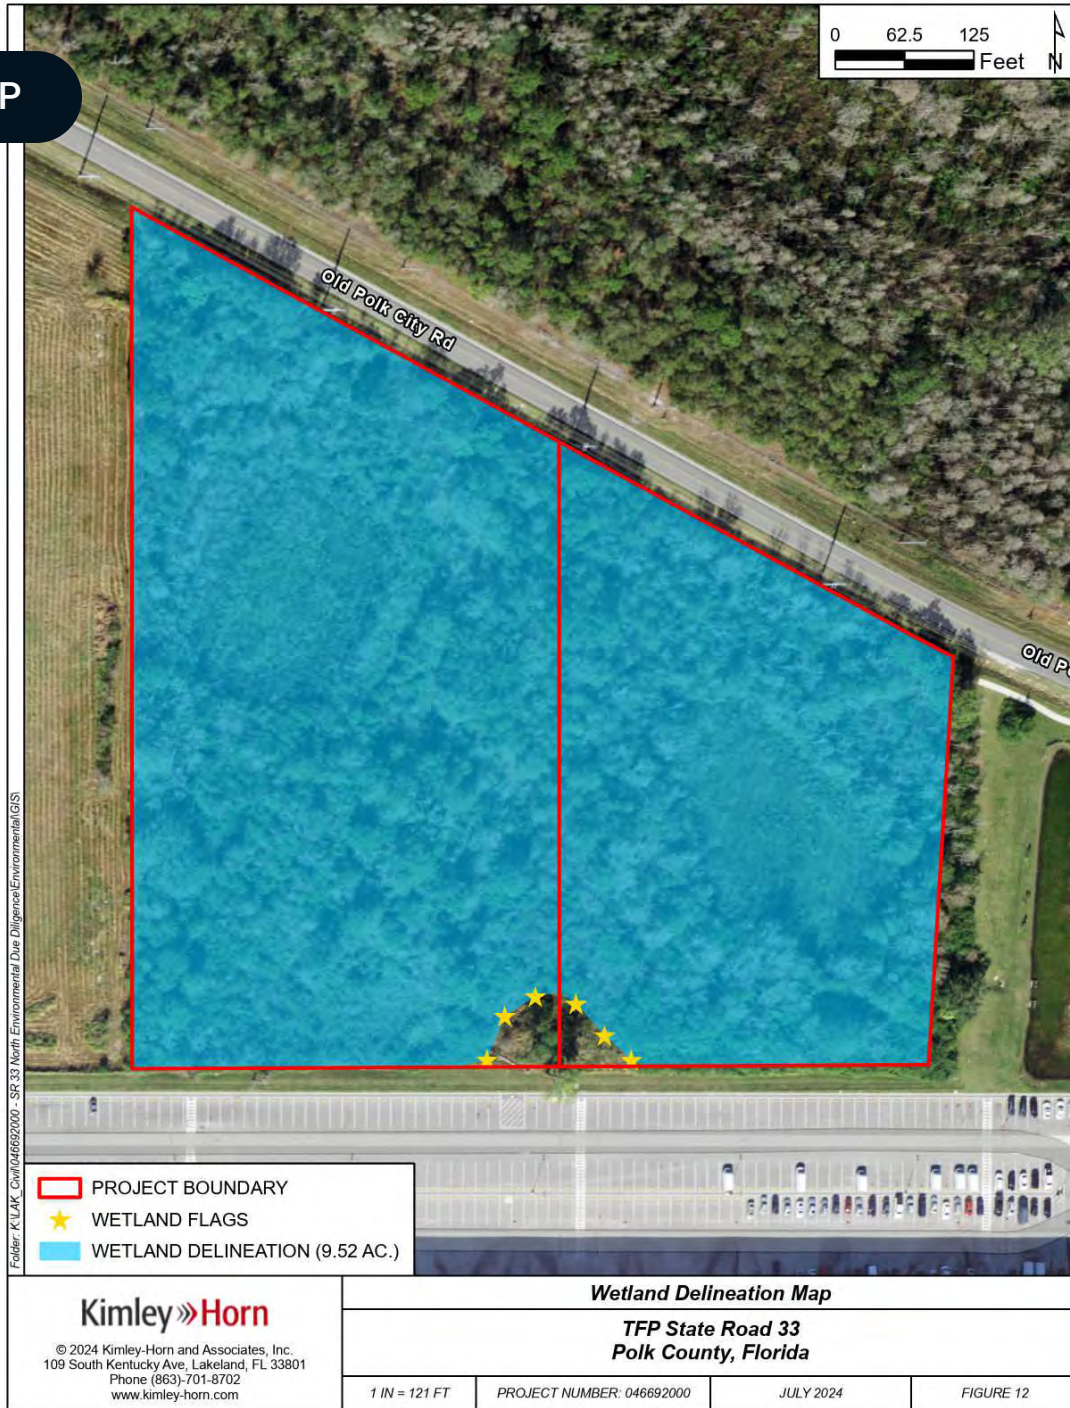 P
0 62.5 125
Feet N
Old Polk City Rd
Old Po
Folder: K:\LAK_Civil\046692000 - SR 33 North Environmental Due Diligence\Environmental\GIS\
PROJECT BOUNDARY
WETLAND FLAGS
WETLAND DELINEATION (9.52 AC.)
Kimley»Horn
© 2024 Kimley-Horn and Associates, Inc.
109 South Kentucky Ave, Lakeland, FL 33801
Phone (863)-701-8702
www.kimley-horn.com
Wetland Delineation Map
TFP State Road 33
Polk County, Florida
1 IN = 121 FT
PROJECT NUMBER: 046692000
JULY 2024
FIGURE 12